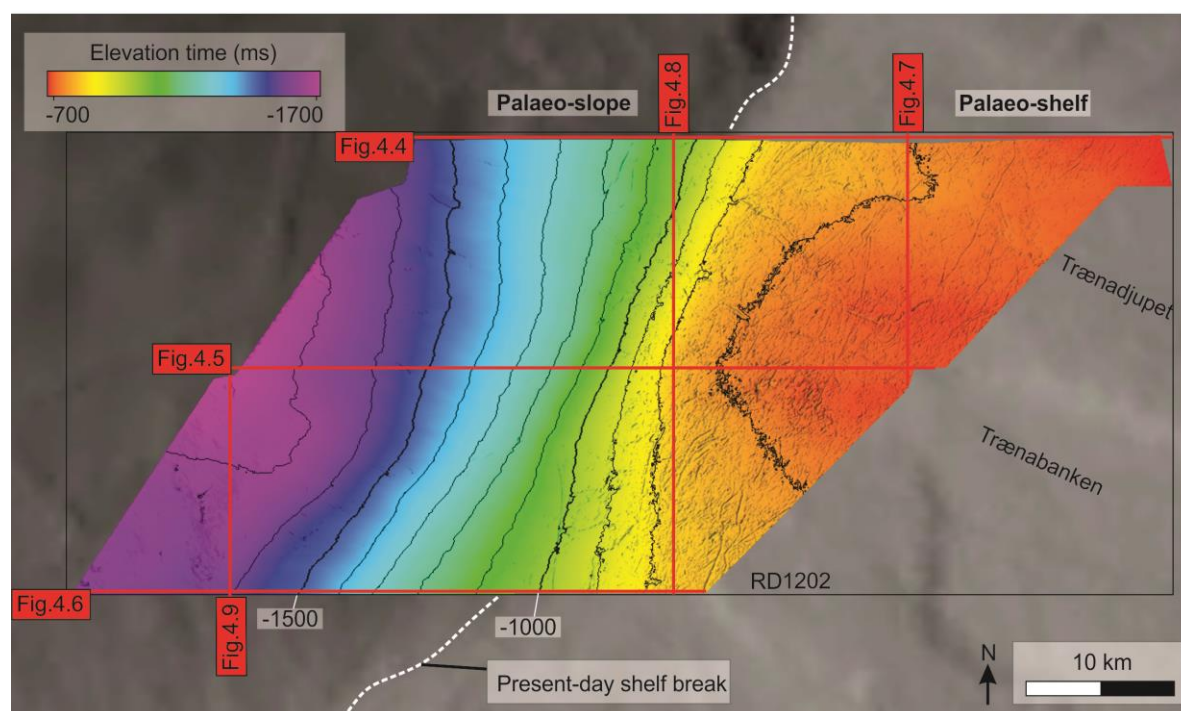 Elevation time (ms)
-700
-1700
Palaeo-slope
Fig.4.8
Fig.4.7
Palaeo-shelf
Fig.4.4
Trænadjupet
Fig.4.5
Trænabanken
RD1202
Fig.4.6
Fig.4.9
-1500
-1000
Present-day shelf break
N
10 km